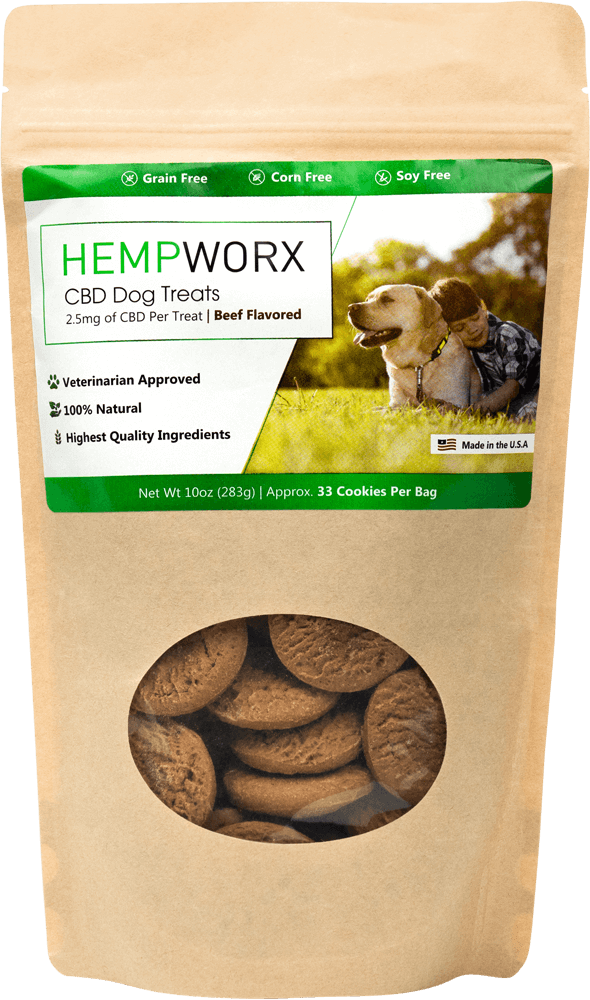 Grain Free Corn Free Soy Free
HEMPWORX
CBD Dog Treats
2.5mg of CBD Per Treat | Beef Flavored
Veterinarian Approved
100% Natural
Highest Quality Ingredients
Made in the U.S.A
Net Wt 10oz (283g) | Approx. 33 Cookies Per Bag